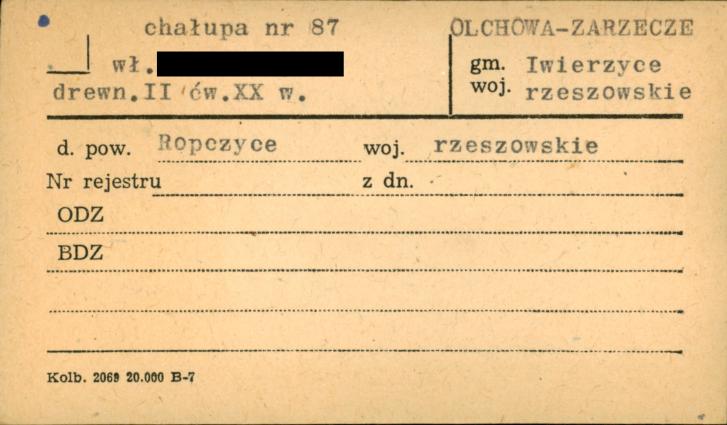 chałupa nr 87
OLCHOWA-ZARZECZE
wł.
gm. Iwierzyce
drewn.II ćw.XX w.
woj. rzeszowskie
d. pow. Ropczyce woj. rzeszowskie
Nr rejestru z dn.
ODZ
BDZ
Kolb. 2069 20.000 B-7